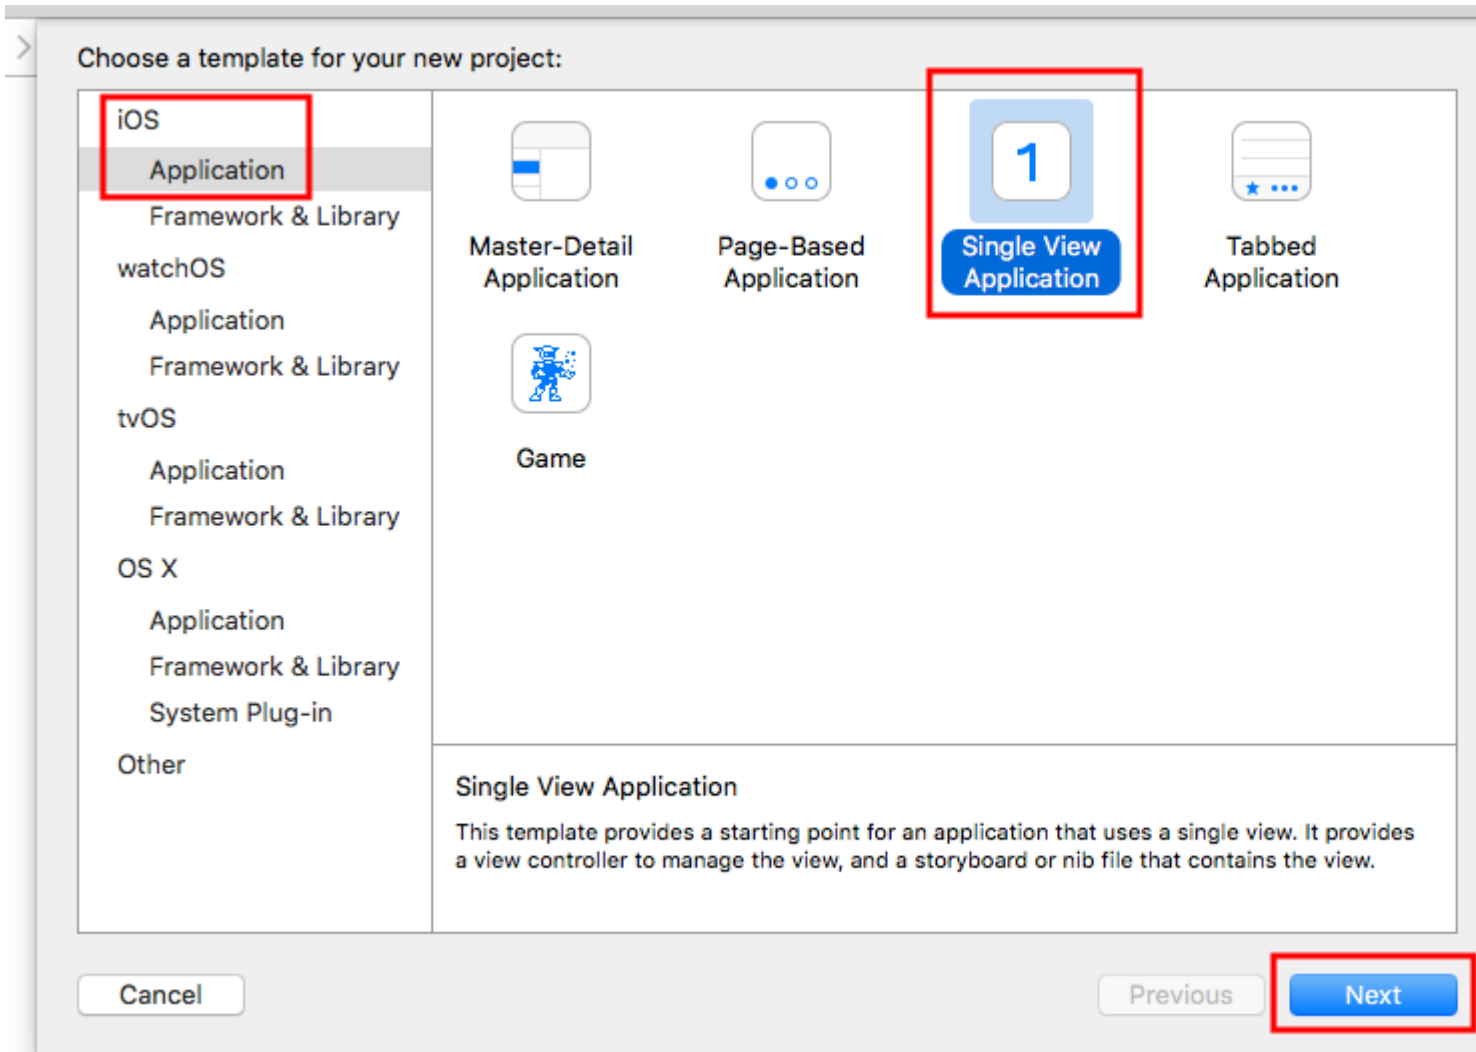 Choose a template for your new project:
iOS
Application
Framework & Library
watchOS
Application
Framework & Library
tvOS
Application
Framework & Library
OS X
Application
Framework & Library
System Plug-in
Other
Master-Detail
Application
Page-Based
Application
1
Single View
Application
Tabbed
Application
Game
Single View Application
This template provides a starting point for an application that uses a single view. It provides
a view controller to manage the view, and a storyboard or nib file that contains the view.
Cancel
Previous
Next